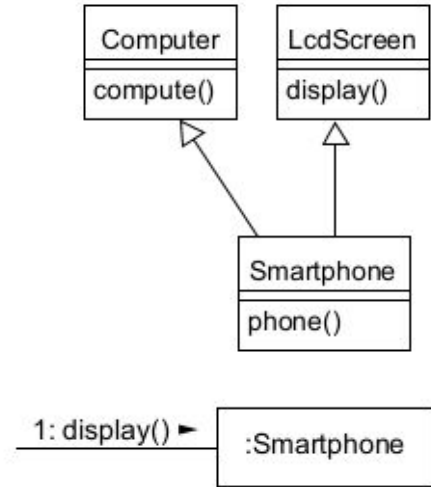 Computer
compute()
LcdScreen
display()
Smartphone
phone()
1: display() ►
:Smartphone